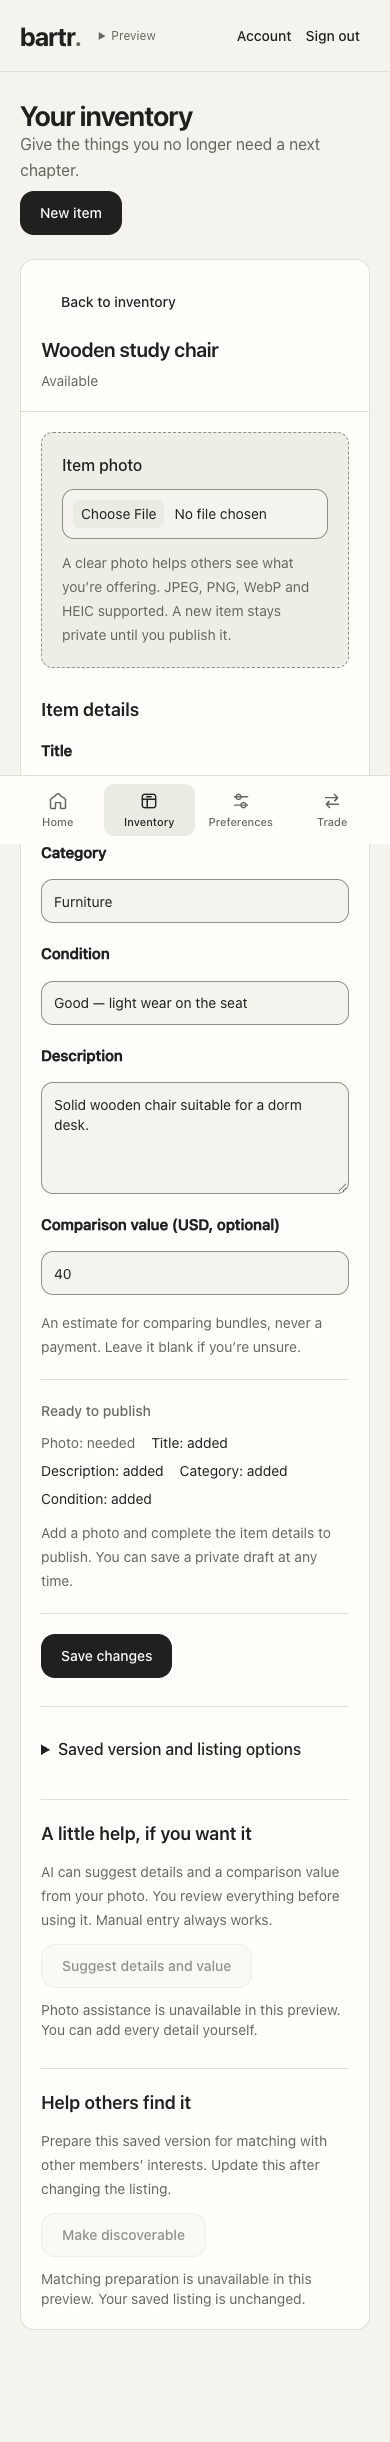 bartr.
Preview
Account
Sign out
Your inventory
Give the things you no longer need a next
chapter.
New item
Back to inventory
Wooden study chair
Available
Item photo
Choose File No file chosen
A clear photo helps others see what
you’re offering. JPEG, PNG, WebP and
HEIC supported. A new item stays
private until you publish it.
Item details
Title
Home
Inventory
Preferences
Trade
Category
Furniture
Condition
Good — light wear on the seat
Description
Solid wooden chair suitable for a dorm
desk.
Comparison value (USD, optional)
40
An estimate for comparing bundles, never a
payment. Leave it blank if you’re unsure.
Ready to publish
Photo: needed Title: added
Description: added Category: added
Condition: added
Add a photo and complete the item details to
publish. You can save a private draft at any
time.
Save changes
Saved version and listing options
A little help, if you want it
AI can suggest details and a comparison value
from your photo. You review everything before
using it. Manual entry always works.
Suggest details and value
Photo assistance is unavailable in this preview.
You can add every detail yourself.
Help others find it
Prepare this saved version for matching with
other members’ interests. Update this after
changing the listing.
Make discoverable
Matching preparation is unavailable in this
preview. Your saved listing is unchanged.